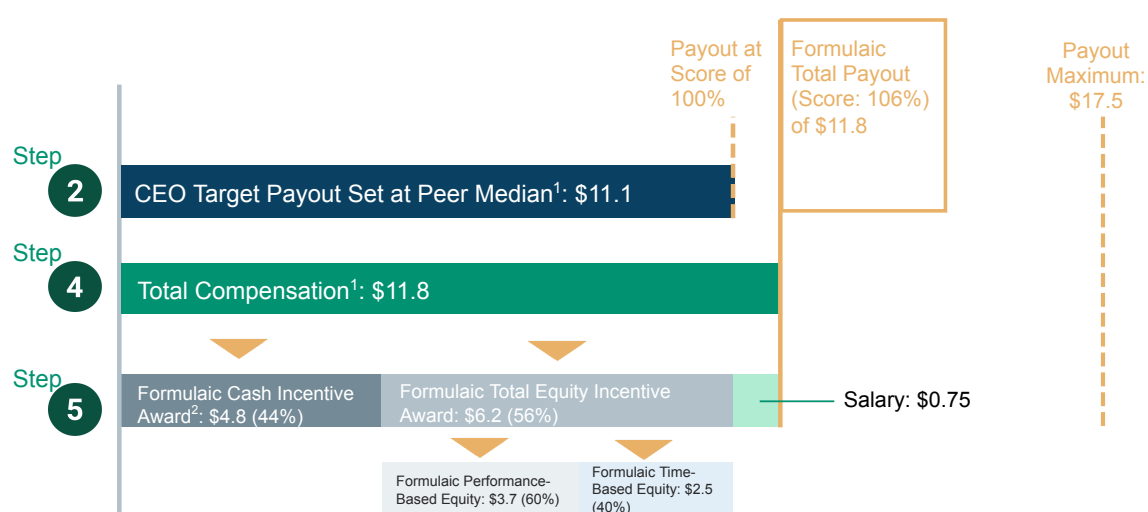 Payout at
Score of
100%
Formulaic
Total Payout
(Score: 106%)
of $11.8
Payout
Maximum:
$17.5
Step
2
CEO Target Payout Set at Peer Median¹: $11.1
Step
4
Total Compensation¹: $11.8
Step
5
Formulaic Cash Incentive
Award²: $4.8 (44%)
Formulaic Total Equity Incentive
Award: $6.2 (56%)
Salary: $0.75
Formulaic Performance-
Based Equity: $3.7 (60%)
Formulaic Time-
Based Equity: $2.5
(40%)